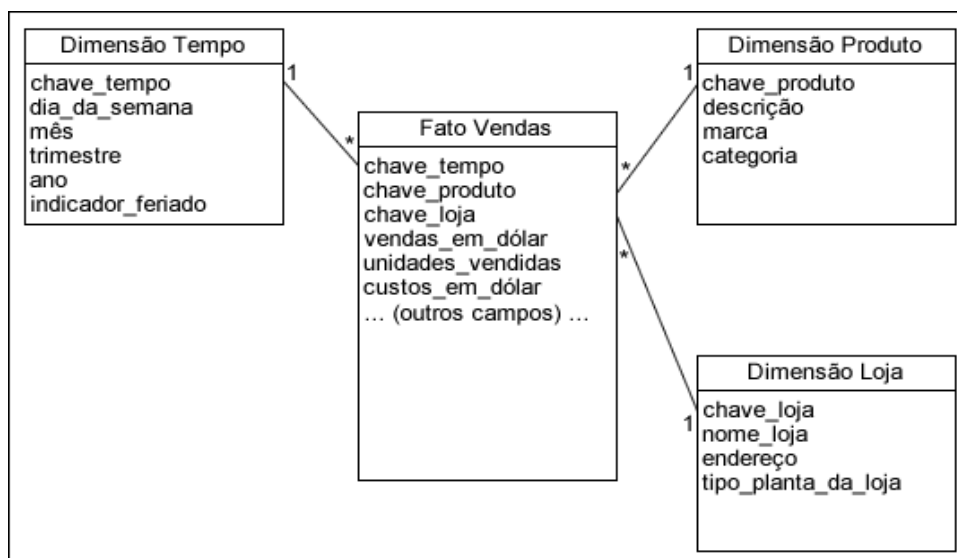 Dimensão Tempo
chave_tempo
dia_da_semana
mês
trimestre
ano
indicador_feriado
1
*
Fato Vendas
chave_tempo
chave_produto
chave_loja
vendas_em_dólar
unidades_vendidas
custos_em_dólar
... (outros campos) ...
Dimensão Produto
chave_produto
descrição
marca
categoria
1
*
*
1
Dimensão Loja
chave_loja
nome_loja
endereço
tipo_planta_da_loja